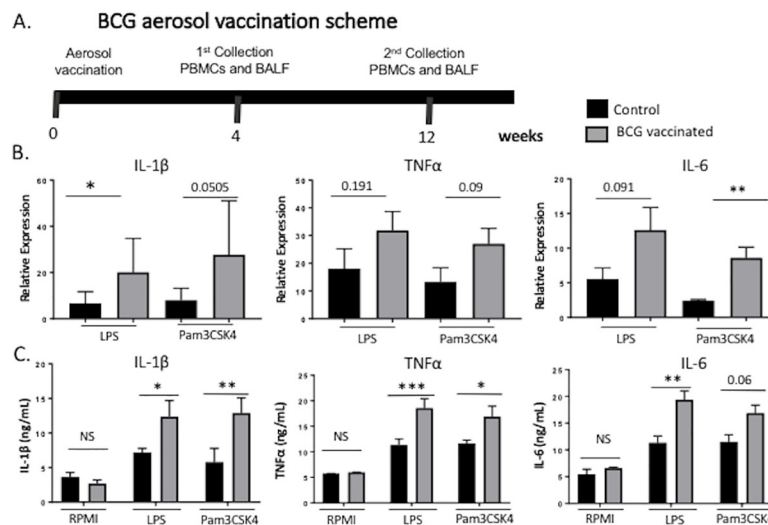 A. BCG aerosol vaccination scheme
Aerosol vaccination
1st Collection PBMCs and BALF
2nd Collection PBMCs and BALF
0 4 12 weeks
Control
BCG vaccinated
B.
IL-1β
Relative Expression
60
40
20
0
*
0.0505
LPS Pam3CSK4
TNFα
Relative Expression
50
40
30
20
10
0
0.191
0.09
LPS Pam3CSK4
IL-6
Relative Expression
20
15
10
5
0
0.091
**
LPS Pam3CSK4
C.
IL-1β
IL-1β (ng/mL)
20
15
10
5
0
NS
*
**
RPMI LPS Pam3CSK4
TNFα
TNFα (ng/mL)
25
20
15
10
5
0
NS
***
*
RPMI LPS Pam3CSK4
IL-6
IL-6 (ng/mL)
25
20
15
10
5
0
NS
**
0.06
RPMI LPS Pam3CSK4